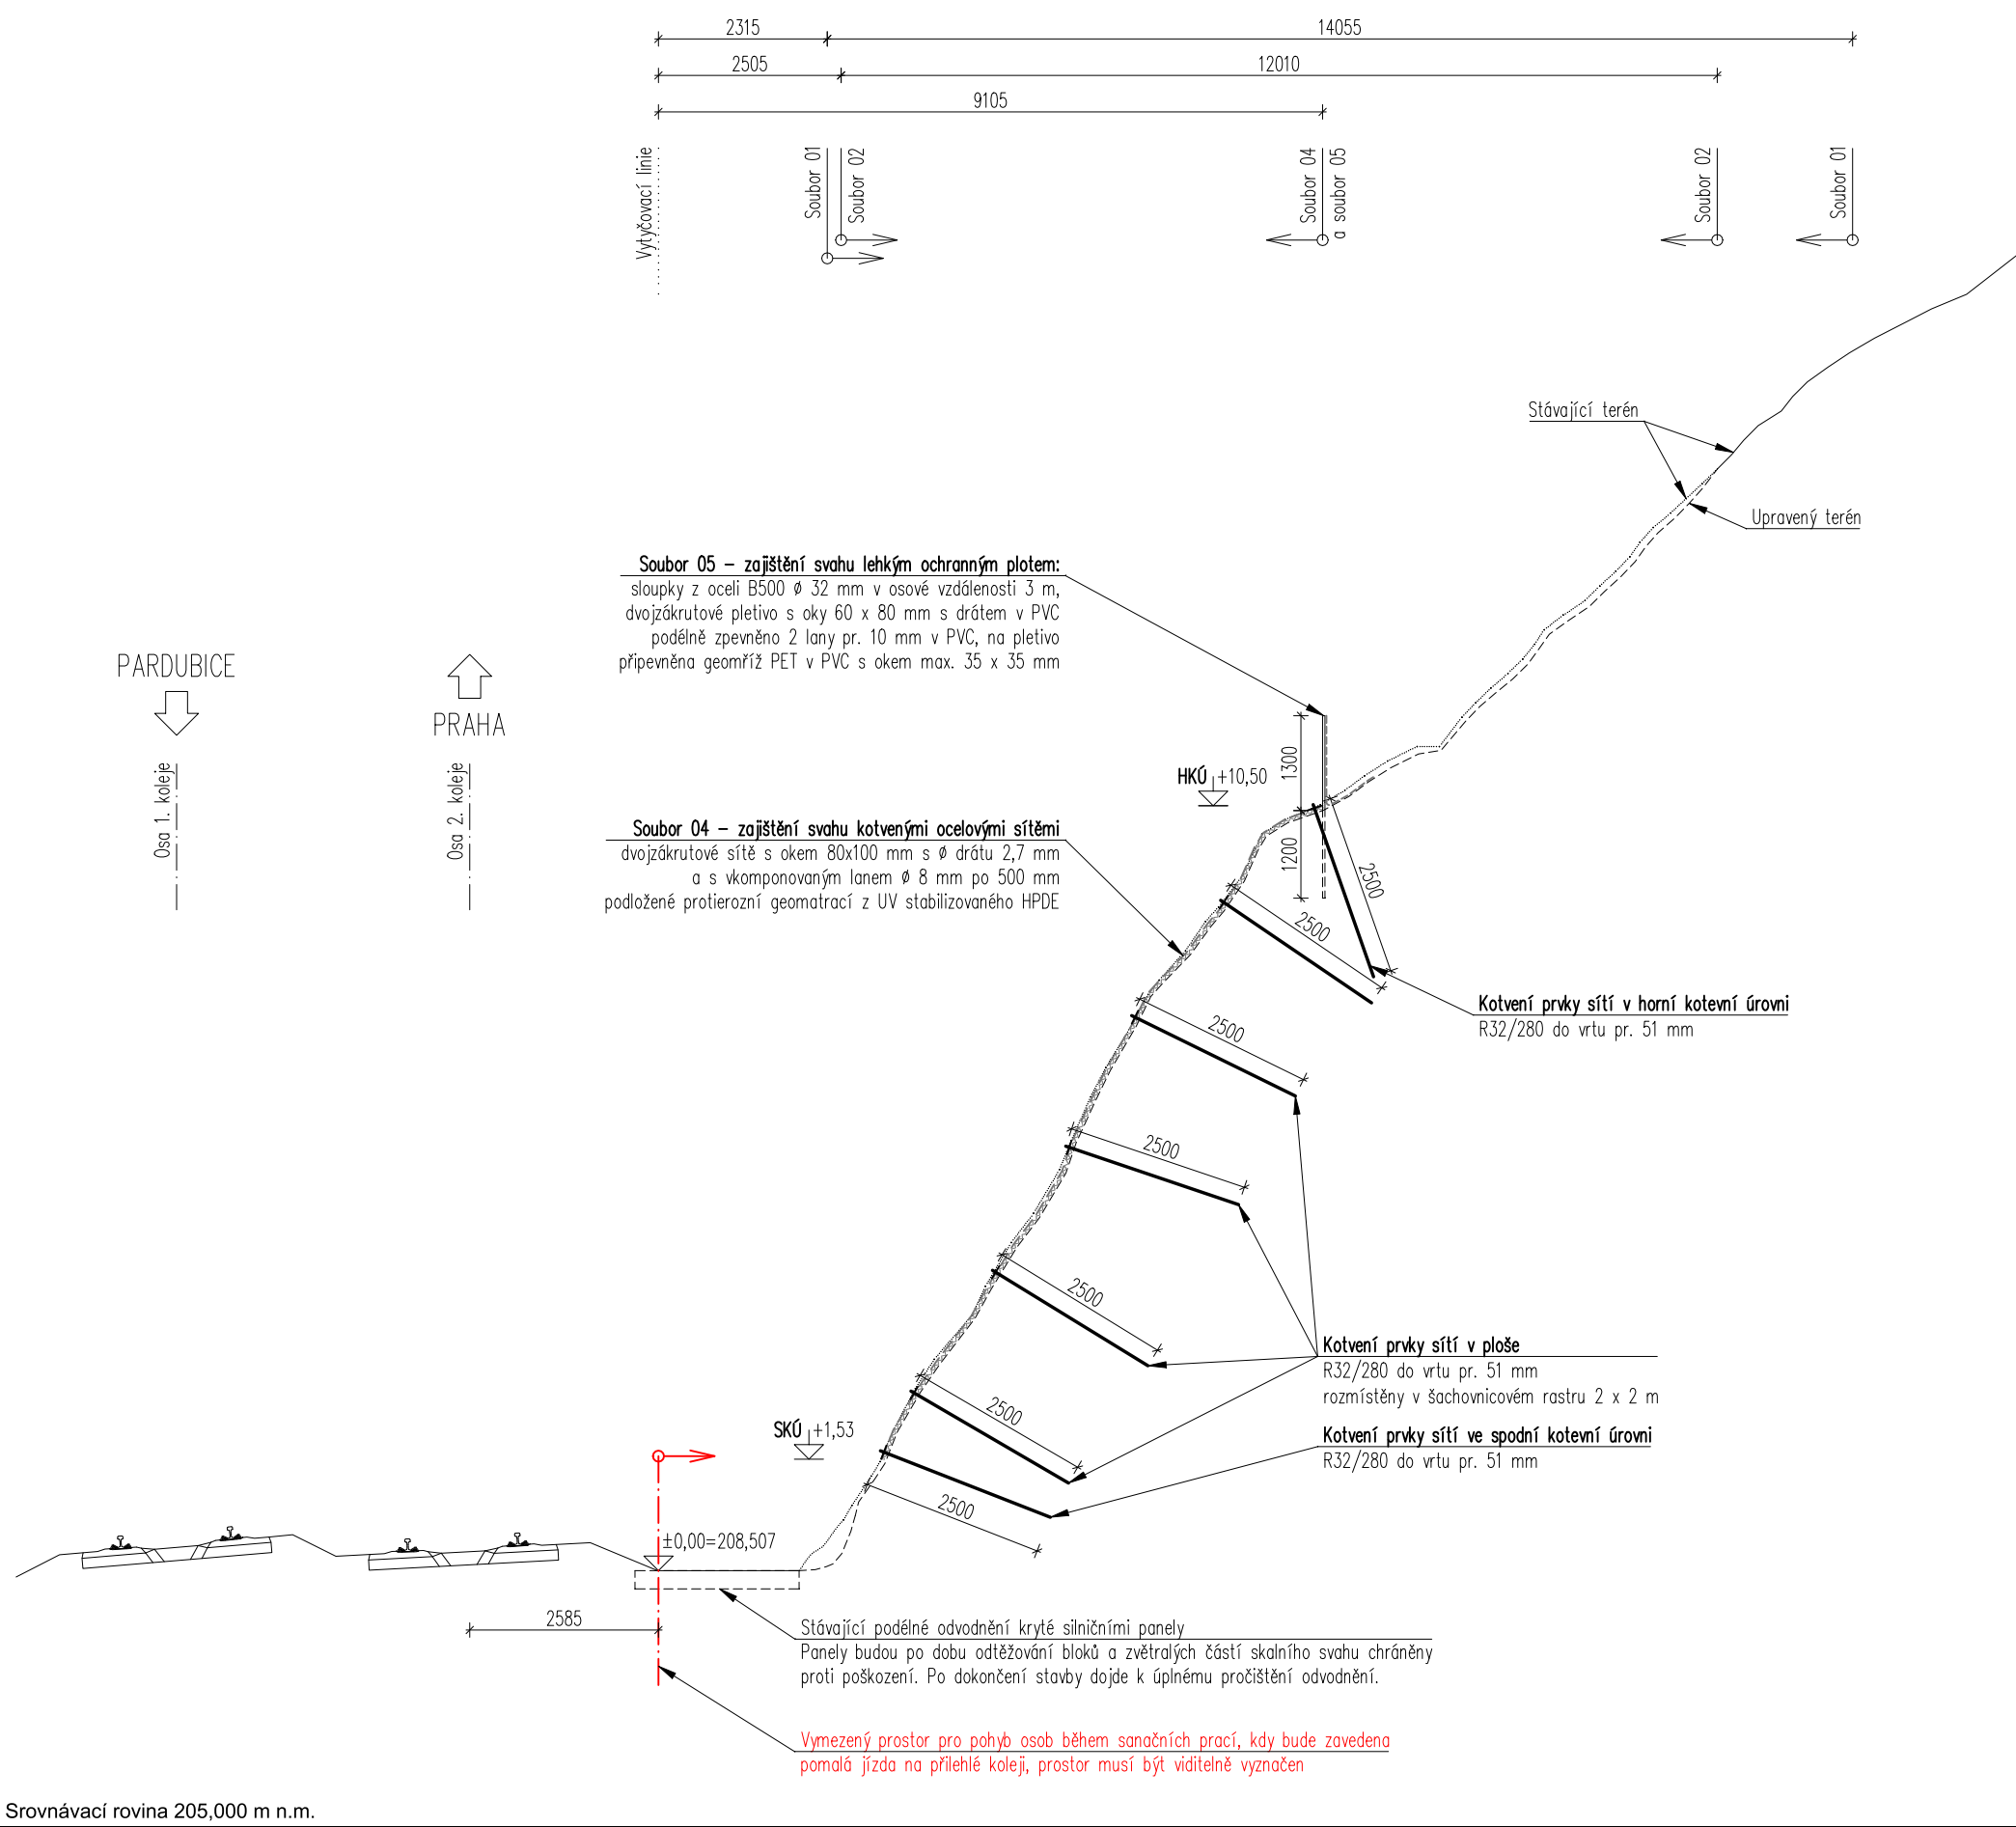 2315
14055
2505
12010
9105
Vytyčovací linie
Soubor 01
Soubor 02
Soubor 04
a soubor 05
Soubor 02
Soubor 01
Stávající terén
Upravený terén
Soubor 05 – zajištění svahu lehkým ochranným plotem:
sloupky z oceli B500 ø 32 mm v osové vzdálenosti 3 m,
dvojzákrutové pletivo s oky 60 x 80 mm s drátem v PVC
podélně zpevněno 2 lany pr. 10 mm v PVC, na pletivo
připevněna geomříž PET v PVC s okem max. 35 x 35 mm
PARDUBICE
PRAHA
Osa 1. koleje
Osa 2. koleje
HKÚ +10,50
1300
1200
2500
2500
Soubor 04 – zajištění svahu kotvenými ocelovými sítěmi
dvojzákrutové sítě s okem 80x100 mm s ø drátu 2,7 mm
a s vkomponovaným lanem ø 8 mm po 500 mm
podložené protierozní geomatrací z UV stabilizovaného HPDE
Kotvení prvky sítí v horní kotevní úrovni
R32/280 do vrtu pr. 51 mm
2500
2500
2500
2500
Kotvení prvky sítí v ploše
R32/280 do vrtu pr. 51 mm
rozmístěny v šachovnicovém rastru 2 x 2 m
SKÚ +1,53
Kotvení prvky sítí ve spodní kotevní úrovni
R32/280 do vrtu pr. 51 mm
2500
±0,00=208,507
2585
Stávající podélné odvodnění kryté silničními panely
Panely budou po dobu odtěžování bloků a zvětralých částí skalního svahu chráněny
proti poškození. Po dokončení stavby dojde k úplnému pročištění odvodnění.
Vymezený prostor pro pohyb osob během sanačních prací, kdy bude zavedena
pomalá jízda na přilehlé koleji, prostor musí být viditelně vyznačen
Srovnávací rovina 205,000 m n.m.